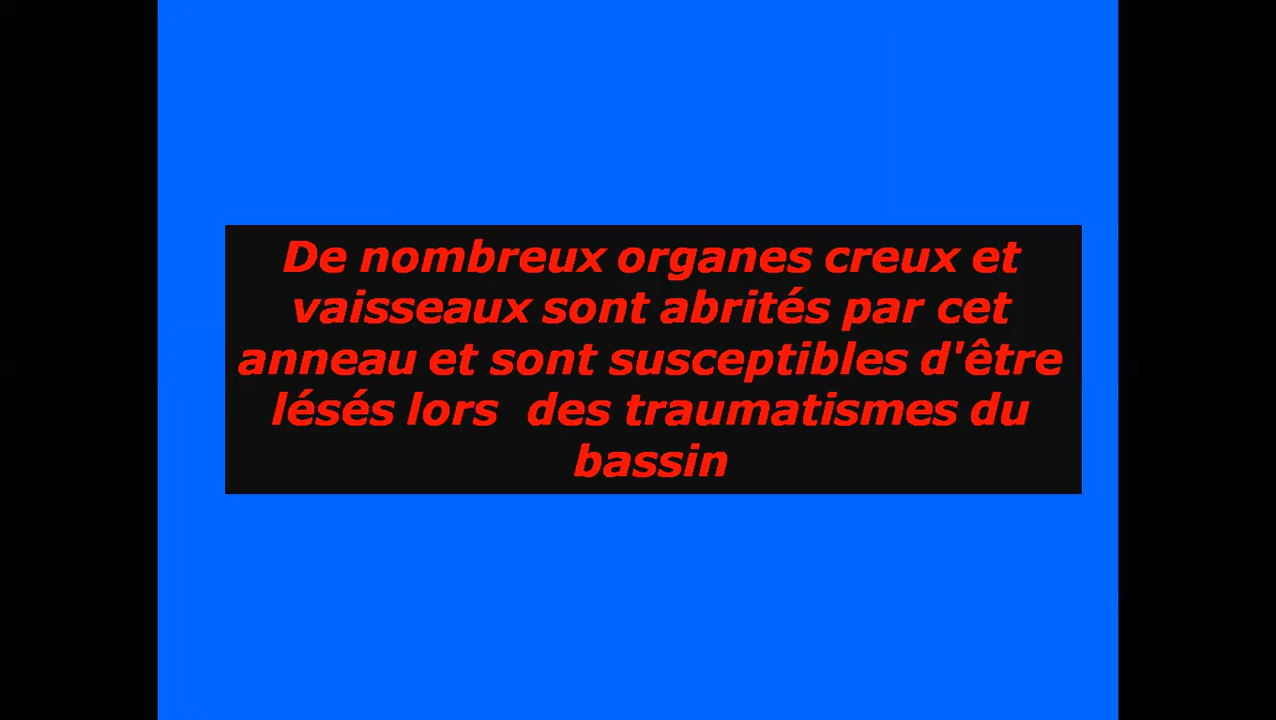 De nombreux organes creux et
vaisseaux sont abrités par cet
anneau et sont susceptibles d'être
lésés lors  des traumatismes du
bassin